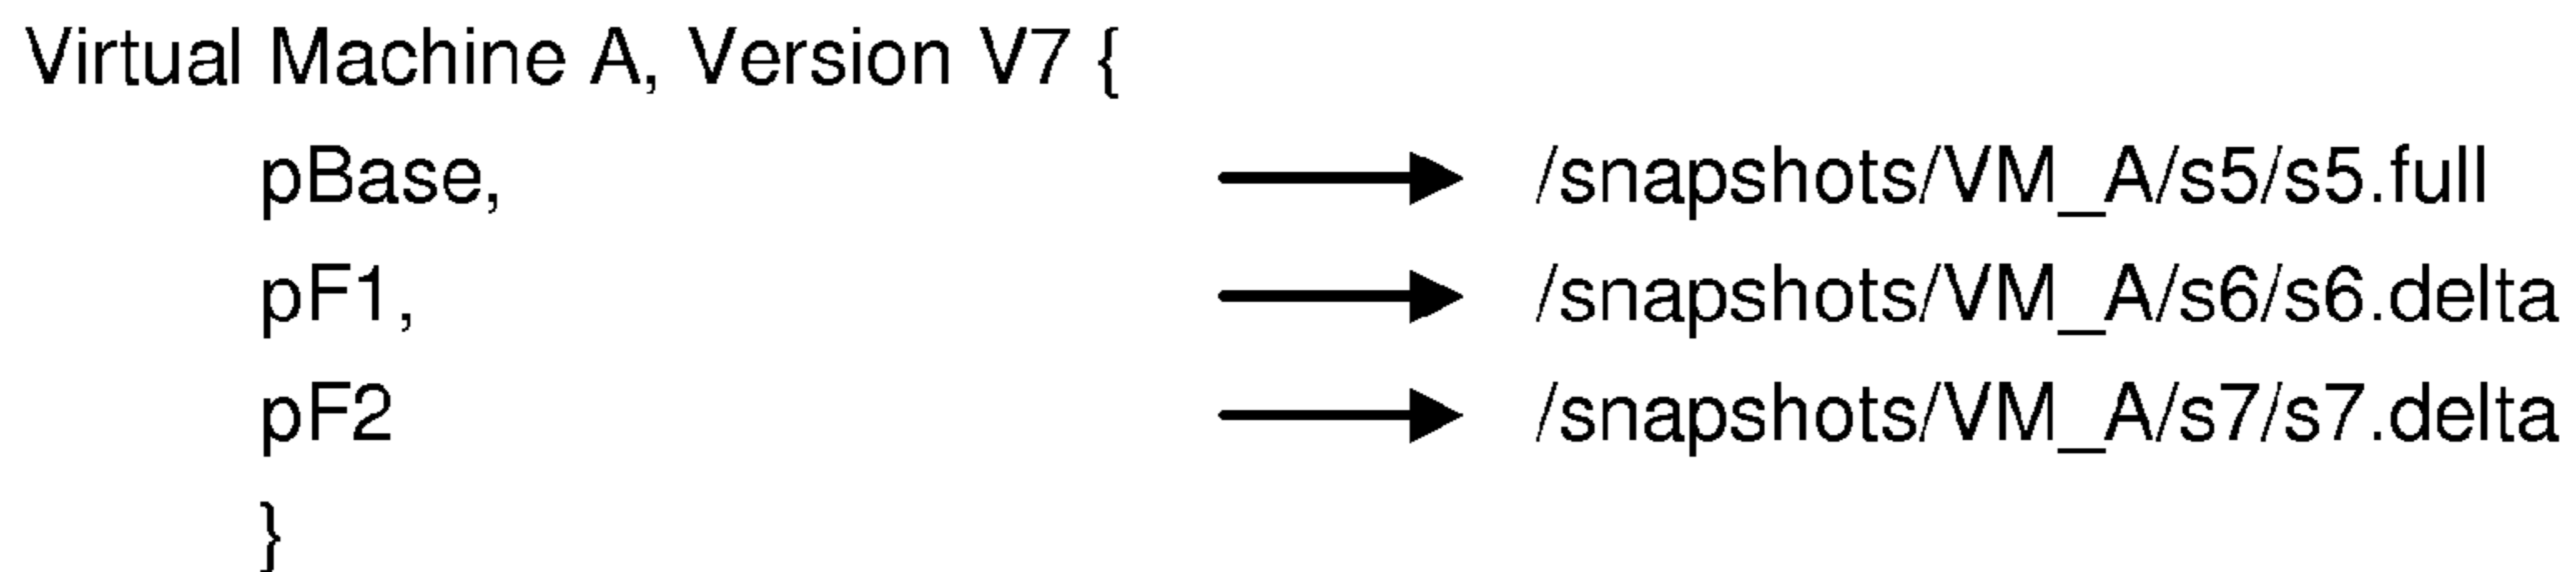 Virtual Machine A, Version V7 {
pBase, /snapshots/VM_A/s5/s5.full
pF1, /snapshots/VM_A/s6/s6.delta
pF2 /snapshots/VM_A/s7/s7.delta
}